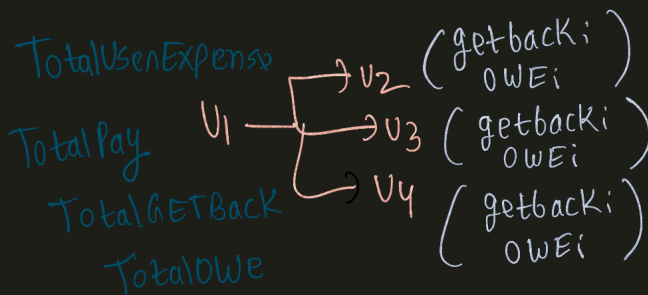 TotalUserExpense
TotalPay
TotalGETBack
TotalOWe
U1
U2
(getbacki
OWEi)
U3
(getbacki
OWEi)
U4
(getbacki
OWEi)